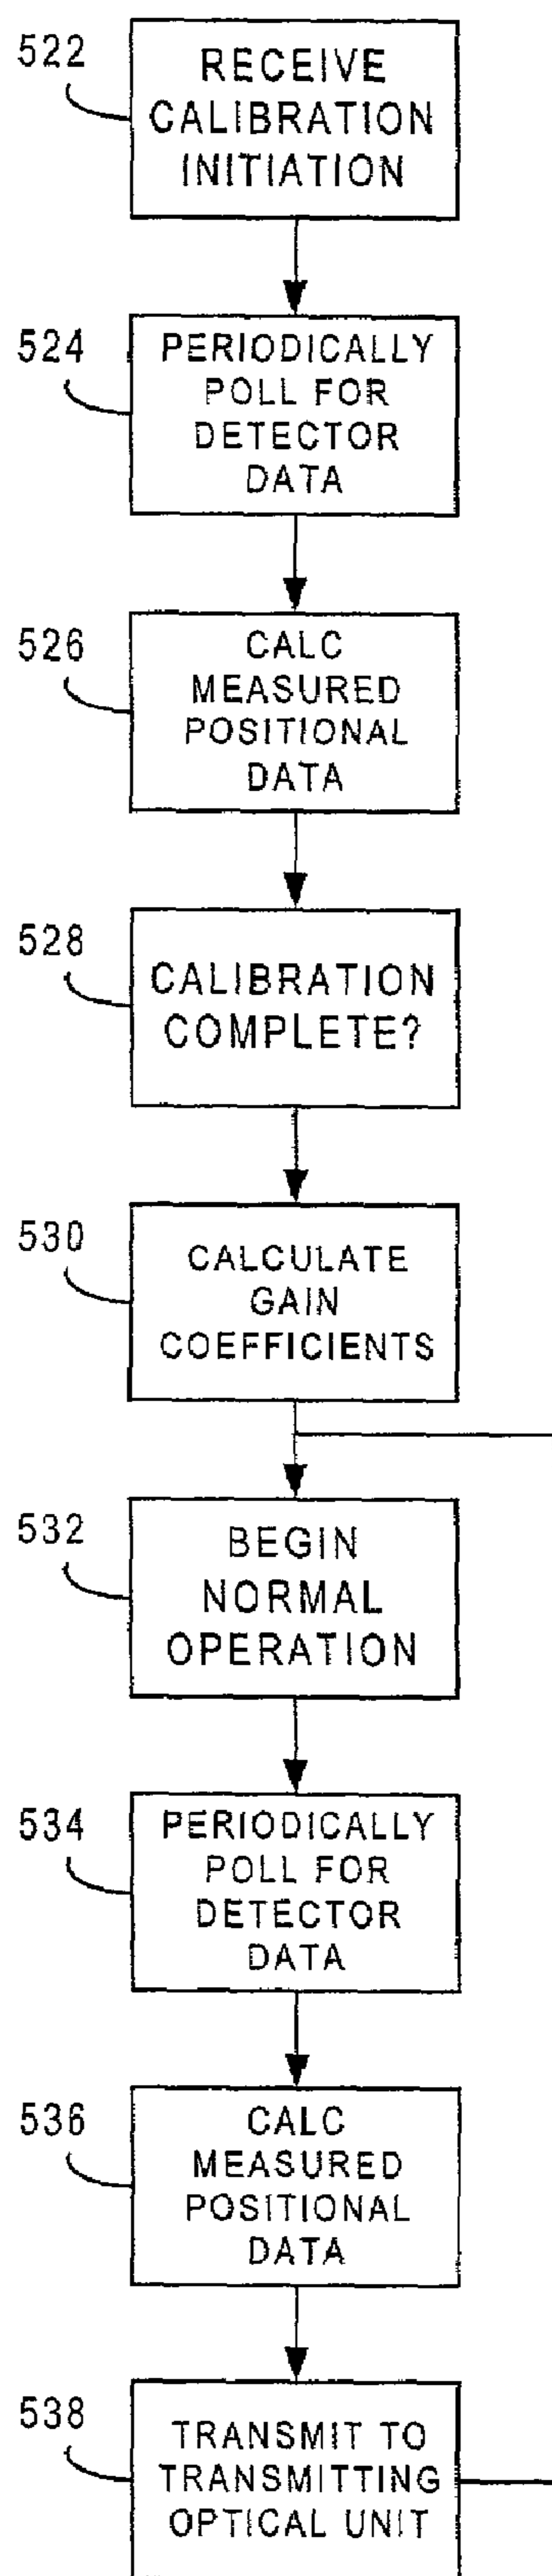 522
RECEIVE
CALIBRATION
INITIATION
524
PERIODICALLY
POLL FOR
DETECTOR
DATA
526
CALC
MEASURED
POSITIONAL
DATA
528
CALIBRATION
COMPLETE?
530
CALCULATE
GAIN
COEFFICIENTS
532
BEGIN
NORMAL
OPERATION
534
PERIODICALLY
POLL FOR
DETECTOR
DATA
536
CALC
MEASURED
POSITIONAL
DATA
538
TRANSMIT TO
TRANSMITTING
OPTICAL UNIT